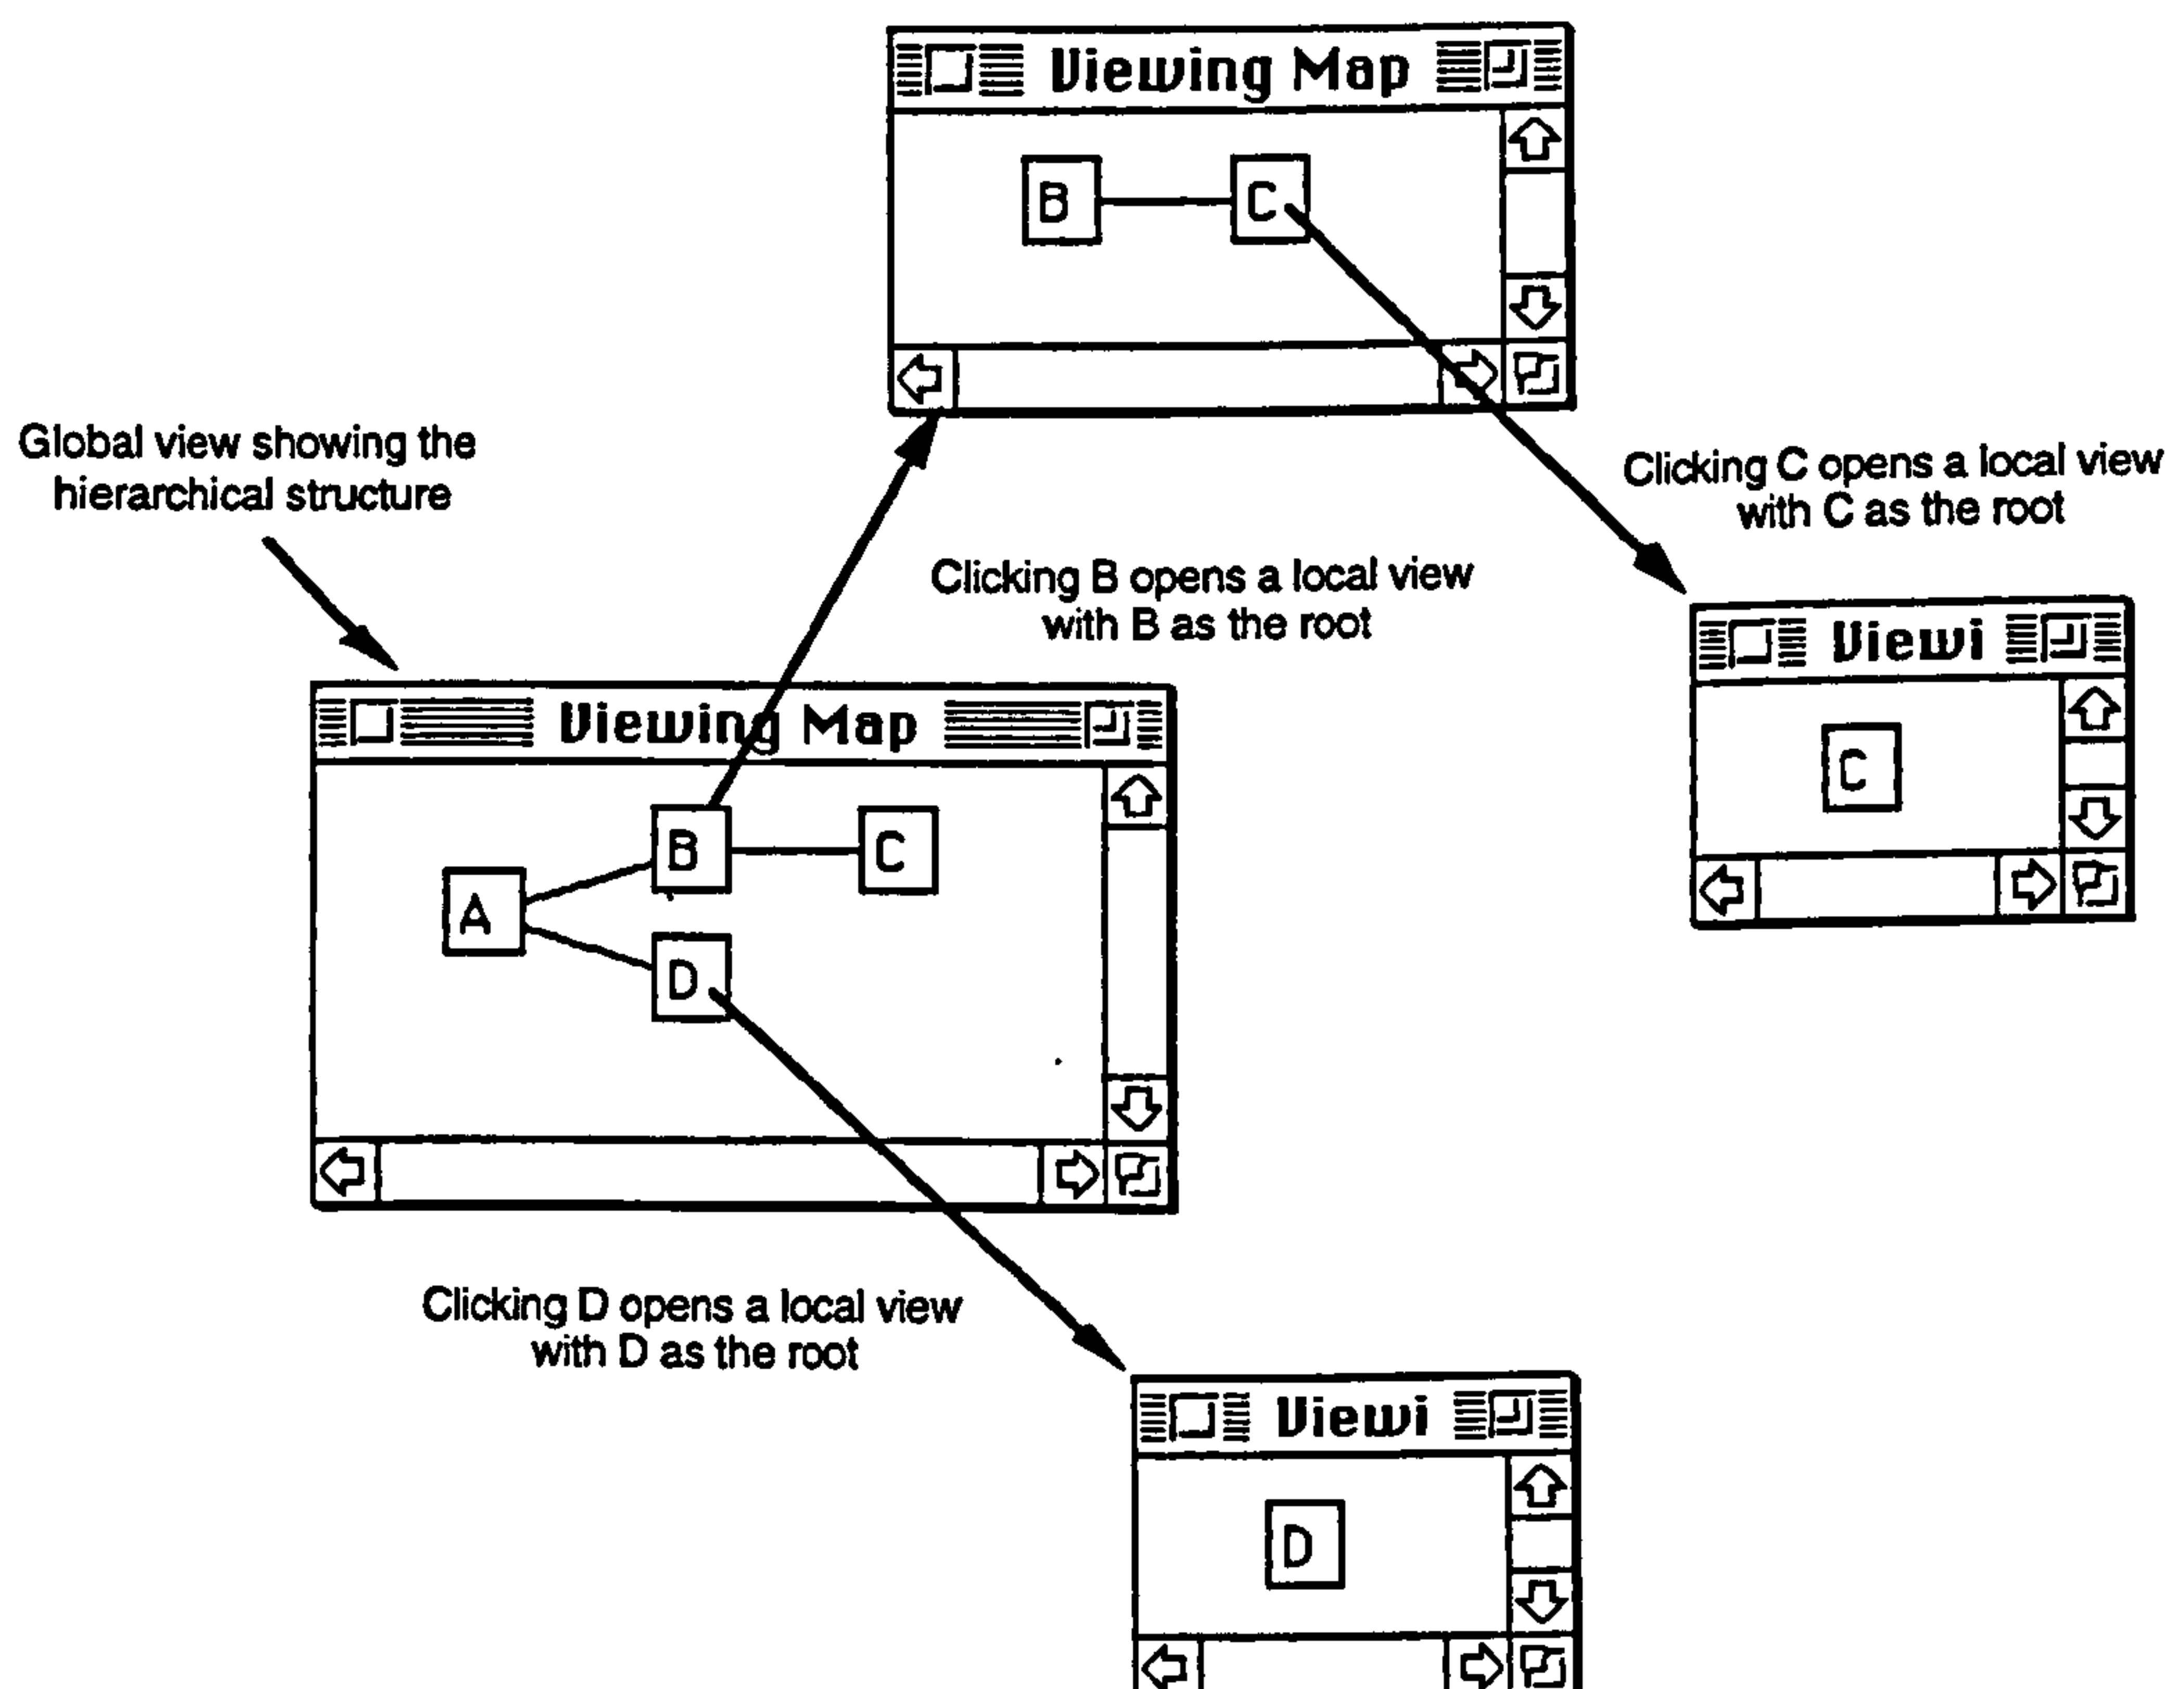 Viewing Map
B
C
Global view showing the
hierarchical structure
Clicking C opens a local view
with C as the root
Clicking B opens a local view
with B as the root
Viewi
C
Viewing Map
B
C
A
D
Clicking D opens a local view
with D as the root
Viewi
D